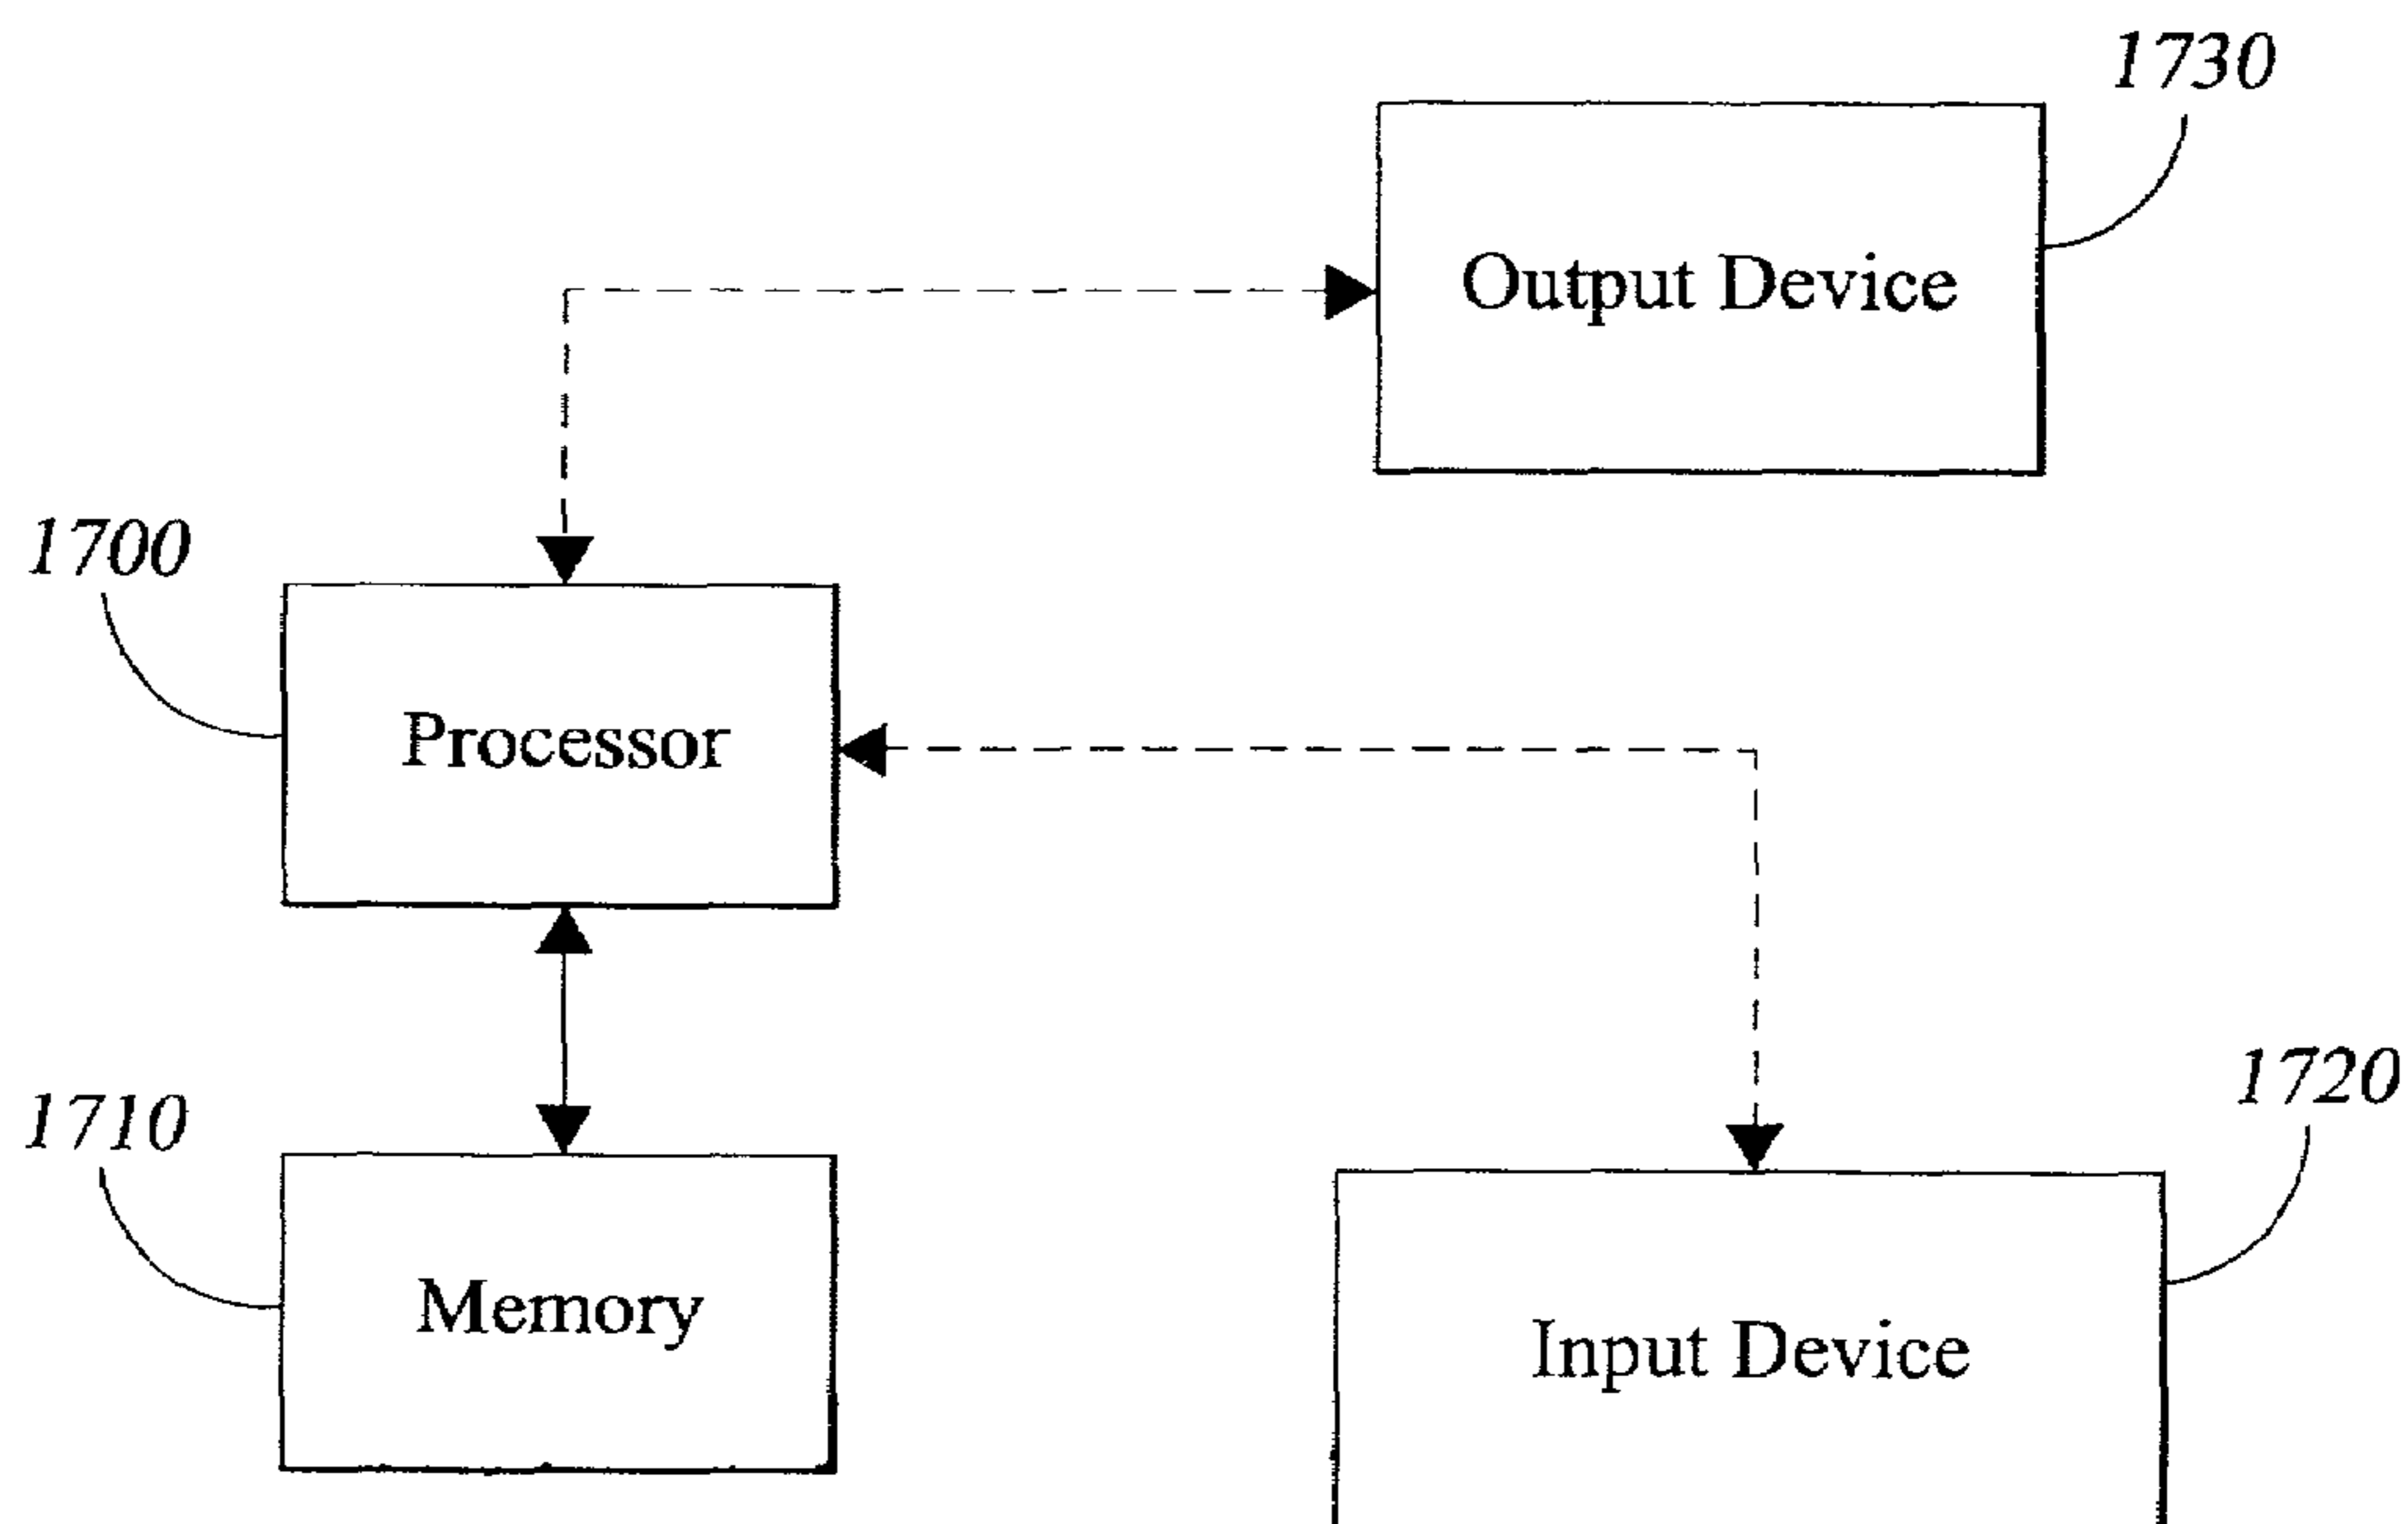 1730
Output Device
1700
Processor
1720
1710
Memory
Input Device